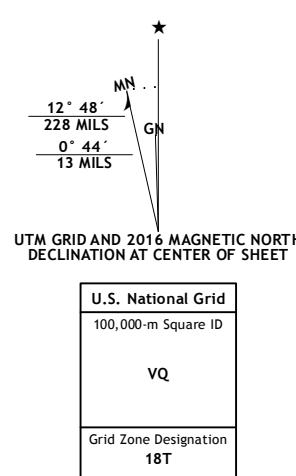 ★
MN
GN
12° 48´
228 MILS
0° 44´
13 MILS
UTM GRID AND 2016 MAGNETIC NORTH
DECLINATION AT CENTER OF SHEET
U.S. National Grid
100,000-m Square ID
VQ
Grid Zone Designation
18T